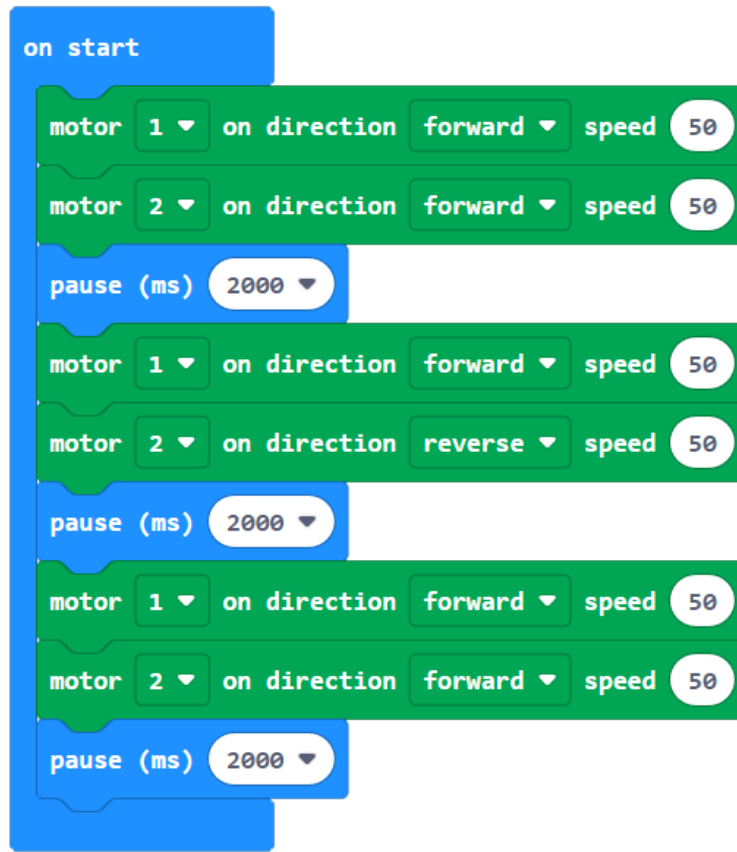 on start
motor 1 on direction forward speed 50
motor 2 on direction forward speed 50
pause (ms) 2000
motor 1 on direction forward speed 50
motor 2 on direction reverse speed 50
pause (ms) 2000
motor 1 on direction forward speed 50
motor 2 on direction forward speed 50
pause (ms) 2000